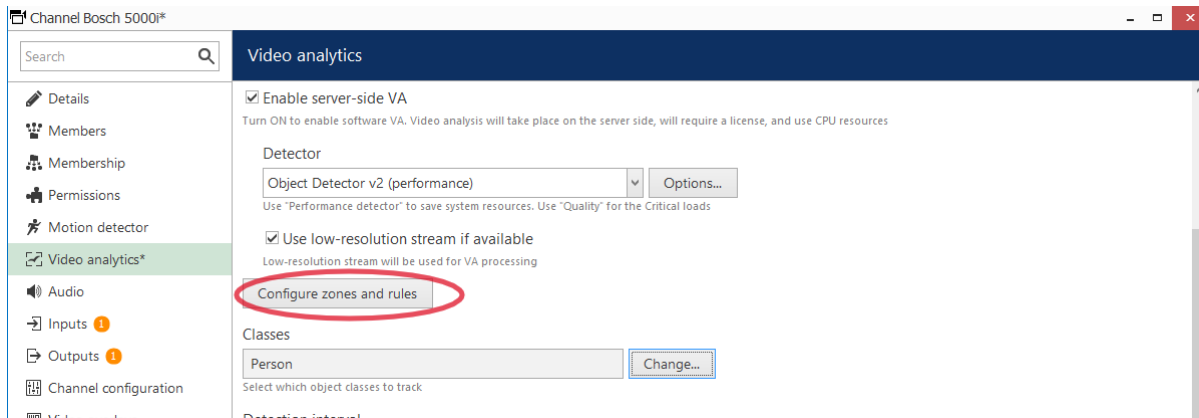 Channel Bosch 5000i*
Search
Details
Members
Membership
Permissions
Motion detector
Video analytics*
Audio
Inputs 1
Outputs 1
Channel configuration
Video analytics
Enable server-side VA
Turn ON to enable software VA. Video analysis will take place on the server side, will require a license, and use CPU resources
Detector
Object Detector v2 (performance)
Options...
Use "Performance detector" to save system resources. Use "Quality" for the Critical loads
Use low-resolution stream if available
Low-resolution stream will be used for VA processing
Configure zones and rules
Classes
Person
Change...
Select which object classes to track
Detection interval